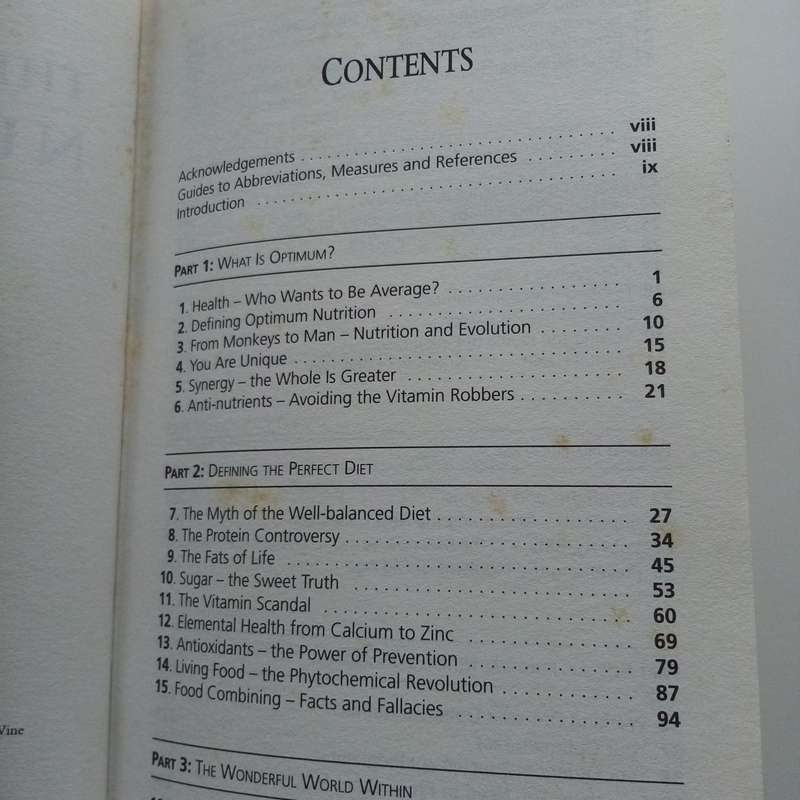 CONTENTS
Acknowledgements . . . . . . . . . . . . . . . . . . . . . . . . . . . . . . viii
Guides to Abbreviations, Measures and References . . . . . . . . viii
Introduction . . . . . . . . . . . . . . . . . . . . . . . . . . . . . . . . . . ix
PART 1: WHAT IS OPTIMUM?
1. Health – Who Wants to Be Average? . . . . . . . . . . . . . . . . 1
2. Defining Optimum Nutrition . . . . . . . . . . . . . . . . . . . . . . 6
3. From Monkeys to Man – Nutrition and Evolution . . . . . . . . 10
4. You Are Unique . . . . . . . . . . . . . . . . . . . . . . . . . . . . . . 15
5. Synergy – the Whole Is Greater . . . . . . . . . . . . . . . . . . . 18
6. Anti-nutrients – Avoiding the Vitamin Robbers . . . . . . . . . . 21
PART 2: DEFINING THE PERFECT DIET
7. The Myth of the Well-balanced Diet . . . . . . . . . . . . . . . . . 27
8. The Protein Controversy . . . . . . . . . . . . . . . . . . . . . . . . 34
9. The Fats of Life . . . . . . . . . . . . . . . . . . . . . . . . . . . . . 45
10. Sugar – the Sweet Truth . . . . . . . . . . . . . . . . . . . . . . . 53
11. The Vitamin Scandal . . . . . . . . . . . . . . . . . . . . . . . . . . 60
12. Elemental Health from Calcium to Zinc . . . . . . . . . . . . . . 69
13. Antioxidants – the Power of Prevention . . . . . . . . . . . . . . 79
14. Living Food – the Phytochemical Revolution . . . . . . . . . . . 87
15. Food Combining – Facts and Fallacies . . . . . . . . . . . . . . . 94
PART 3: THE WONDERFUL WORLD WITHIN